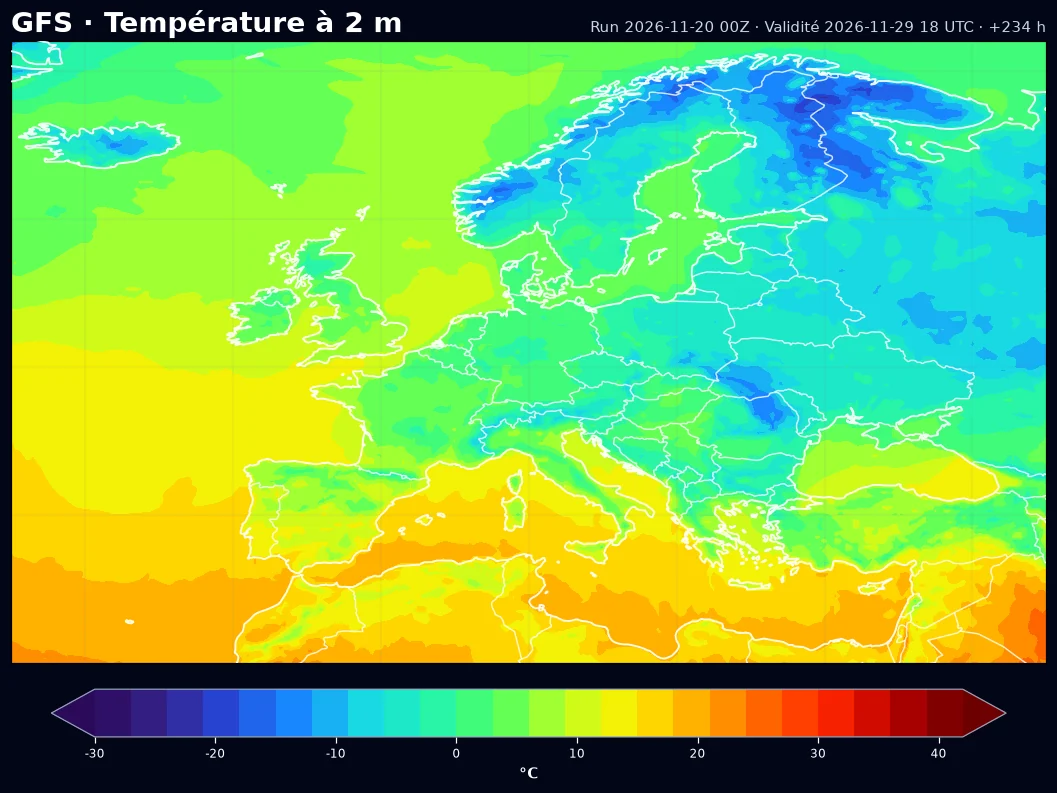 GFS · Température à 2 m
Run 2026-11-20 00Z · Validité 2026-11-29 18 UTC · +234 h
-30 -20 -10 0 10 20 30 40
°C